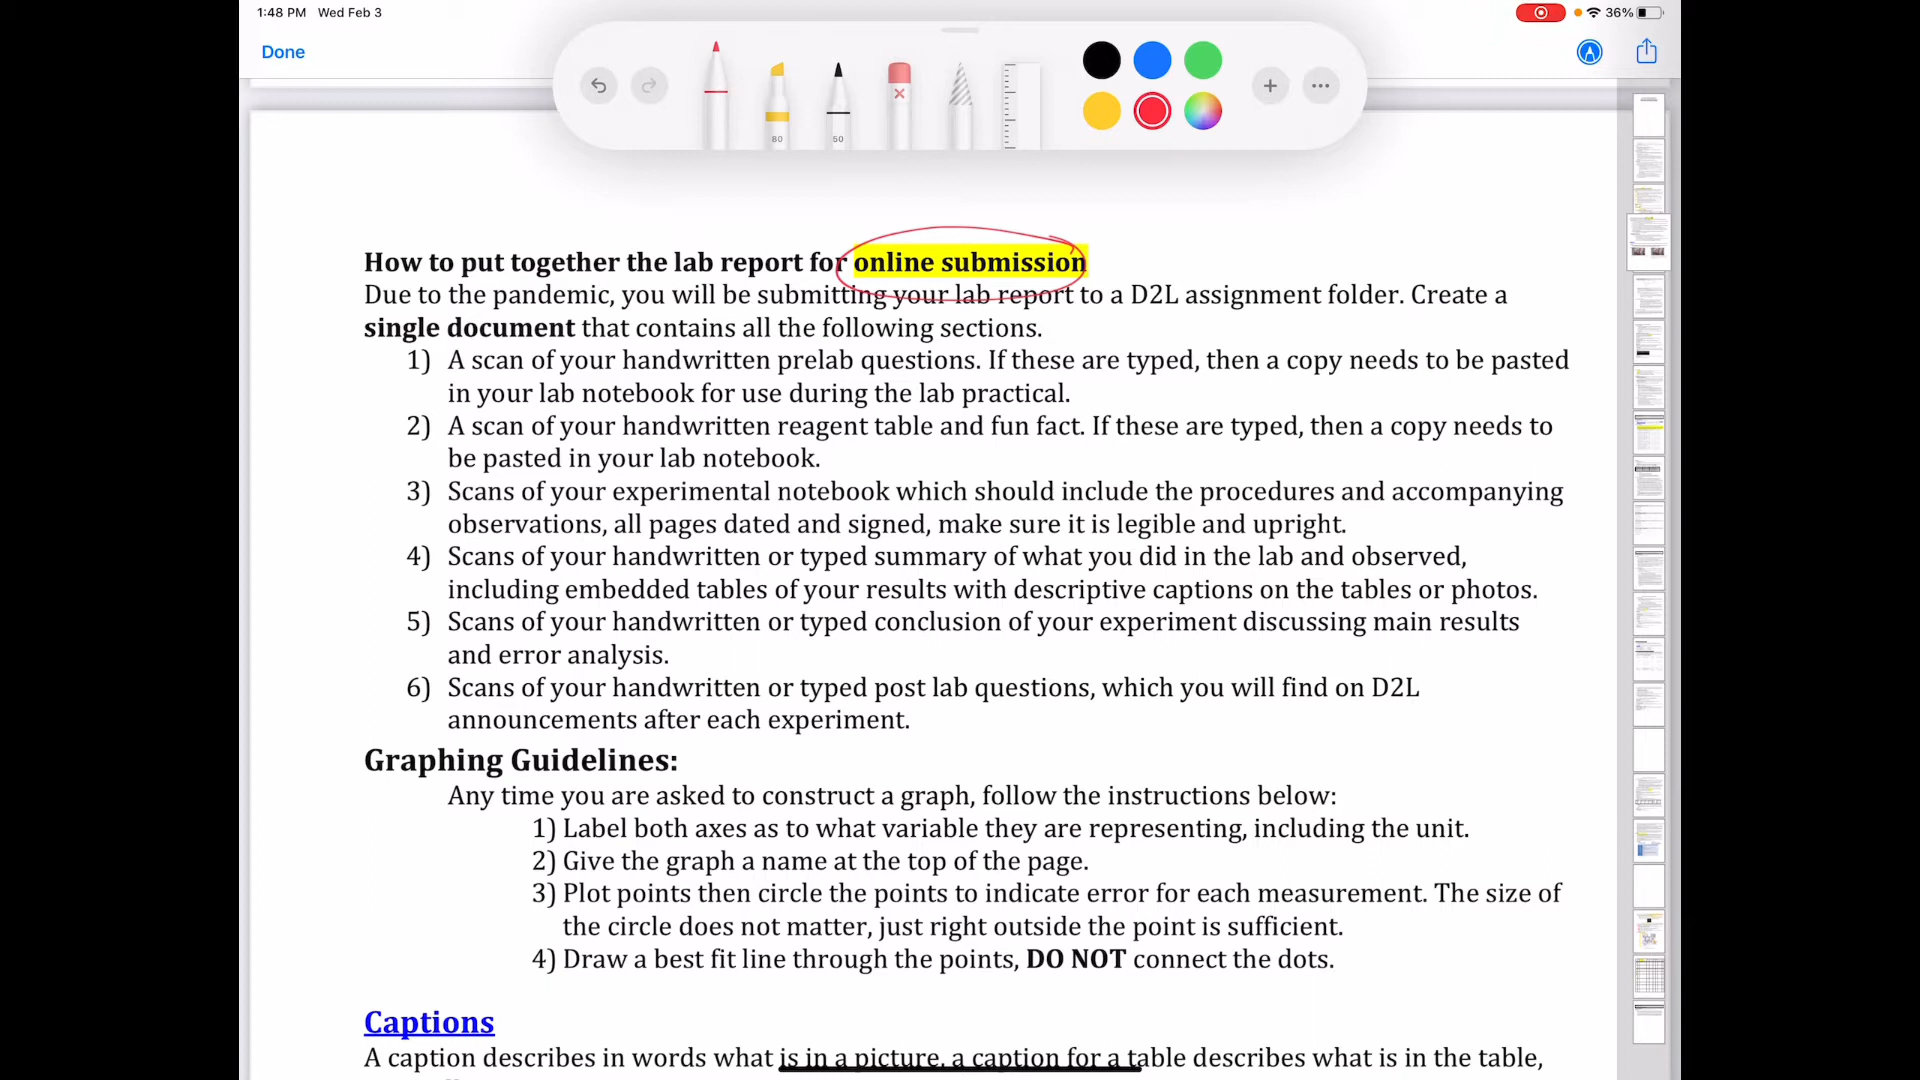 1:48 PM Wed Feb 3
36%
Done
80
50
How to put together the lab report for online submission
Due to the pandemic, you will be submitting your lab report to a D2L assignment folder. Create a
single document that contains all the following sections.
1) A scan of your handwritten prelab questions. If these are typed, then a copy needs to be pasted
in your lab notebook for use during the lab practical.
2) A scan of your handwritten reagent table and fun fact. If these are typed, then a copy needs to
be pasted in your lab notebook.
3) Scans of your experimental notebook which should include the procedures and accompanying
observations, all pages dated and signed, make sure it is legible and upright.
4) Scans of your handwritten or typed summary of what you did in the lab and observed,
including embedded tables of your results with descriptive captions on the tables or photos.
5) Scans of your handwritten or typed conclusion of your experiment discussing main results
and error analysis.
6) Scans of your handwritten or typed post lab questions, which you will find on D2L
announcements after each experiment.
Graphing Guidelines:
Any time you are asked to construct a graph, follow the instructions below:
1) Label both axes as to what variable they are representing, including the unit.
2) Give the graph a name at the top of the page.
3) Plot points then circle the points to indicate error for each measurement. The size of
the circle does not matter, just right outside the point is sufficient.
4) Draw a best fit line through the points, DO NOT connect the dots.
Captions
A caption describes in words what is in a picture, a caption for a table describes what is in the table,